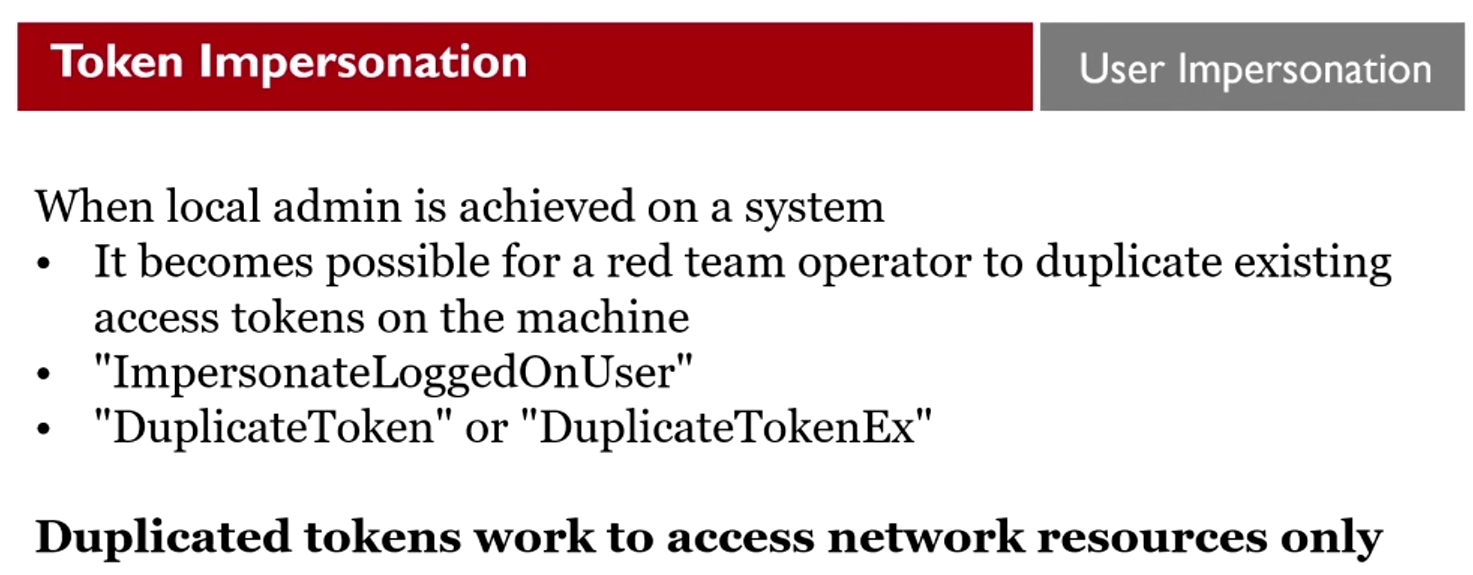 Token Impersonation
User Impersonation
When local admin is achieved on a system
• It becomes possible for a red team operator to duplicate existing
access tokens on the machine
• "ImpersonateLoggedOnUser"
• "DuplicateToken" or "DuplicateTokenEx"
Duplicated tokens work to access network resources only